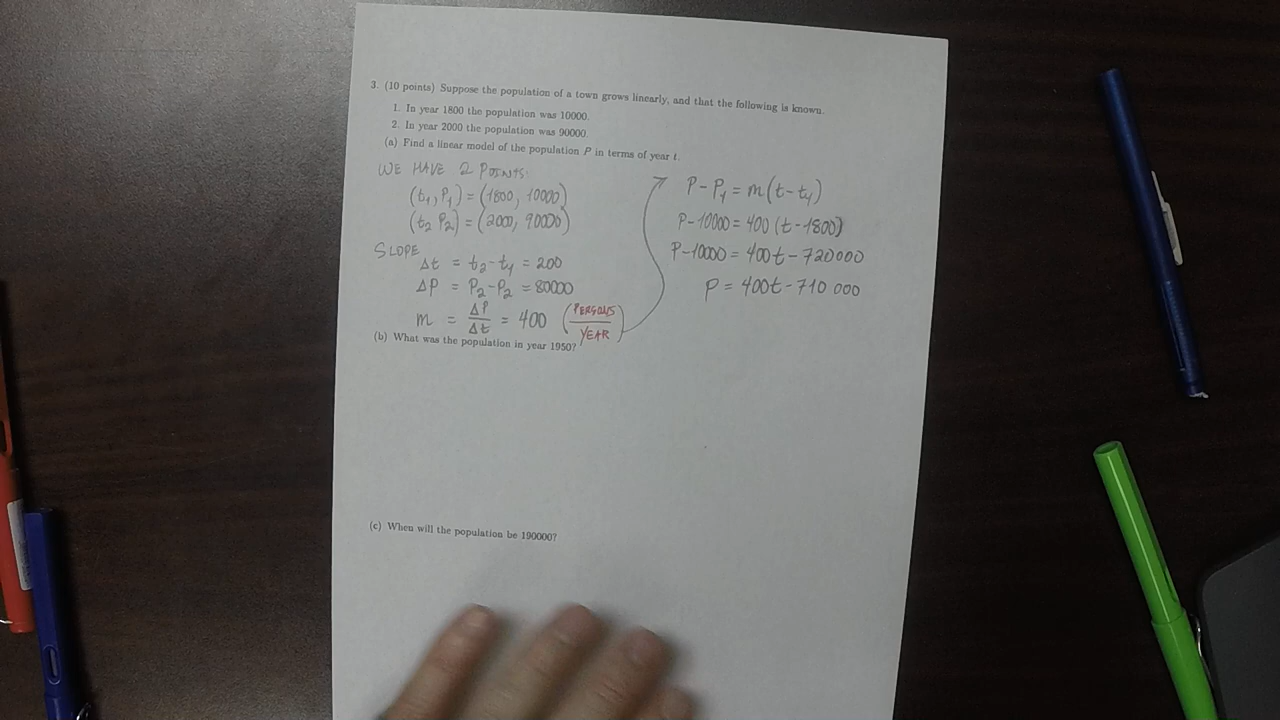 3. (10 points) Suppose the population of a town grows linearly, and that the following is known.
1. In year 1800 the population was 10000.
2. In year 2000 the population was 90000.
(a) Find a linear model of the population P in terms of year t.
WE HAVE 2 POINTS:
(t₁, P₁) = (1800, 10000)
(t₂ P₂) = (2000, 90000)
SLOPE
Δt = t₂ - t₁ = 200
ΔP = P₂ - P₂ = 80000
m = ΔP/Δt = 400 (PERSONS/YEAR)
P - P₁ = m(t - t₁)
P - 10000 = 400 (t - 1800)
P - 10000 = 400t - 720000
P = 400t - 710 000
(b) What was the population in year 1950?
(c) When will the population be 190000?